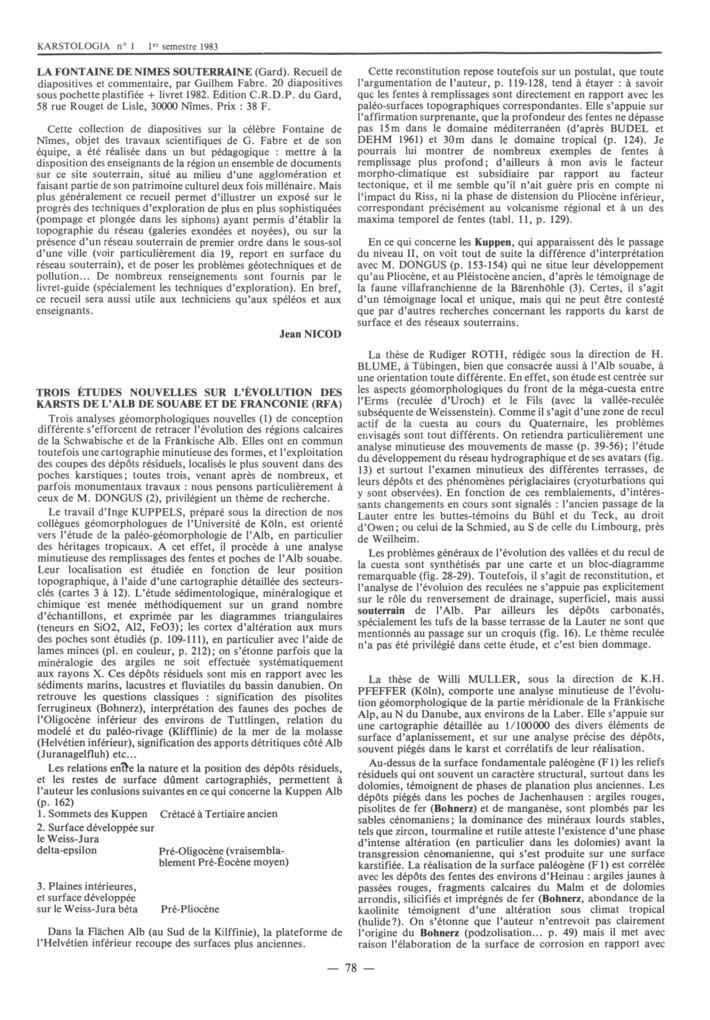 KARSTOLOGIA n° 1 1er semestre 1983
LA FONTAINE DE NIMES SOUTERRAINE (Gard). Recueil de
diapositives et commentaire, par Guilhem Fabre. 20 diapositives
sous pochette plastifiée + livret 1982. Édition C.R.D.P. du Gard,
58 rue Rouget de Lisle, 30000 Nîmes. Prix : 38 F.
Cette collection de diapositives sur la célèbre Fontaine de
Nîmes, objet des travaux scientifiques de G. Fabre et de son
équipe, a été réalisée dans un but pédagogique : mettre à la
disposition des enseignants de la région un ensemble de documents
sur ce site souterrain, situé au milieu d'une agglomération et
faisant partie de son patrimoine culturel deux fois millénaire. Mais
plus généralement ce recueil permet d'illustrer un exposé sur le
progrès des techniques d'exploration de plus en plus sophistiquées
(pompage et plongée dans les siphons) ayant permis d'établir la
topographie du réseau (galeries exondées et noyées), ou sur la
présence d'un réseau souterrain de premier ordre dans le sous-sol
d'une ville (voir particulièrement dia 19, report en surface du
réseau souterrain), et de poser les problèmes géotechniques et de
pollution... De nombreux renseignements sont fournis par le
livret-guide (spécialement les techniques d'exploration). En bref,
ce recueil sera aussi utile aux techniciens qu'aux spéléos et aux
enseignants.
Jean NICOD
TROIS ÉTUDES NOUVELLES SUR L'ÉVOLUTION DES
KARSTS DE L'ALB DE SOUABE ET DE FRANCONIE (RFA)
Trois analyses géomorphologiques nouvelles (1) de conception
différente s'efforcent de retracer l'évolution des régions calcaires
de la Schwabische et de la Fränkische Alb. Elles ont en commun
toutefois une cartographie minutieuse des formes, et l'exploitation
des coupes des dépôts résiduels, localisés le plus souvent dans des
poches karstiques ; toutes trois, venant après de nombreux, et
parfois monumentaux travaux : nous pensons particulièrement à
ceux de M. DONGUS (2), privilégient un thème de recherche.
Le travail d'Inge KUPPELS, préparé sous la direction de nos
collègues géomorphologues de l'Université de Köln, est orienté
vers l'étude de la paléo-géomorphologie de l'Alb, en particulier
des héritages tropicaux. A cet effet, il procède à une analyse
minutieuse des remplissages des fentes et poches de l'Alb souabe.
Leur localisation est étudiée en fonction de leur position
topographique, à l'aide d'une cartographie détaillée des secteurs-
clés (cartes 3 à 12). L'étude sédimentologique, minéralogique et
chimique est menée méthodiquement sur un grand nombre
d'échantillons, et exprimée par les diagrammes triangulaires
(teneurs en SiO2, Al2, FeO3) ; les cortex d'altération aux murs
des poches sont étudiés (p. 109-111), en particulier avec l'aide de
lames minces (pl. en couleur, p. 212) ; on s'étonne parfois que la
minéralogie des argiles ne soit effectuée systématiquement
aux rayons X. Ces dépôts résiduels sont mis en rapport avec les
sédiments marins, lacustres et fluviatiles du bassin danubien. On
retrouve les questions classiques : signification des pisolites
ferrugineux (Bohnerz), interprétation des faunes des poches de
l'Oligocène inférieur des environs de Tuttlingen, relation du
modelé et du paléo-rivage (Klifflinie) de la mer de la molasse
(Helvétien inférieur), signification des apports détritiques côté Alb
(Juranagelfluh) etc...
Les relations entre la nature et la position des dépôts résiduels,
et les restes de surface dûment cartographiés, permettent à
l'auteur les conlusions suivantes en ce qui concerne la Kuppen Alb
(p. 162)
1. Sommets des Kuppen Crétacé à Tertiaire ancien
2. Surface développée sur
le Weiss-Jura
delta-epsilon Pré-Oligocène (vraisembla-
blement Pré-Éocène moyen)
3. Plaines intérieures,
et surface développée
sur le Weiss-Jura béta Pré-Pliocène
Dans la Flächen Alb (au Sud de la Kilffinie), la plateforme de
l'Helvétien inférieur recoupe des surfaces plus anciennes.
Cette reconstitution repose toutefois sur un postulat, que toute
l'argumentation de l'auteur, p. 119-128, tend à étayer : à savoir
que les fentes à remplissages sont directement en rapport avec les
paléo-surfaces topographiques correspondantes. Elle s'appuie sur
l'affirmation surprenante, que la profondeur des fentes ne dépasse
pas 15m dans le domaine méditerranéen (d'après BUDEL et
DEHM 1961) et 30m dans le domaine tropical (p. 124). Je
pourrais lui montrer de nombreux exemples de fentes à
remplissage plus profond ; d'ailleurs à mon avis le facteur
morpho-climatique est subsidiaire par rapport au facteur
tectonique, et il me semble qu'il n'ait guère pris en compte ni
l'impact du Riss, ni la phase de distension du Pliocène inférieur,
correspondant précisément au volcanisme régional et à un des
maxima temporel de fentes (tabl. 11, p. 129).
En ce qui concerne les Kuppen, qui apparaissent dès le passage
du niveau II, on voit tout de suite la différence d'interprétation
avec M. DONGUS (p. 153-154) qui ne situe leur développement
qu'au Pliocène, et au Pléistocène ancien, d'après le témoignage de
la faune villafranchienne de la Bärenhöhle (3). Certes, il s'agit
d'un témoignage local et unique, mais qui ne peut être contesté
que par d'autres recherches concernant les rapports du karst de
surface et des réseaux souterrains.
La thèse de Rudiger ROTH, rédigée sous la direction de H.
BLUME, à Tübingen, bien que consacrée aussi à l'Alb souabe, à
une orientation toute différente. En effet, son étude est centrée sur
les aspects géomorphologiques du front de la méga-cuesta entre
l'Erms (reculée d'Uroch) et le Fils (avec la vallée-reculée
subséquente de Weissenstein). Comme il s'agit d'une zone de recul
actif de la cuesta au cours du Quaternaire, les problèmes
envisagés sont tout différents. On retiendra particulièrement une
analyse minutieuse des mouvements de masse (p. 39-56) ; l'étude
du développement du réseau hydrographique et de ses avatars (fig.
13) et surtout l'examen minutieux des différentes terrasses, de
leurs dépôts et des phénomènes périglaciaires (cryoturbations qui
y sont observées). En fonction de ces remblaiements, d'intéres-
sants changements en cours sont signalés : l'ancien passage de la
Lauter entre les buttes-témoins du Bühl et du Teck, au droit
d'Owen ; ou celui de la Schmied, au S de celle du Limbourg, près
de Weilheim.
Les problèmes généraux de l'évolution des vallées et du recul de
la cuesta sont synthétisés par une carte et un bloc-diagramme
remarquable (fig. 28-29). Toutefois, il s'agit de reconstitution, et
l'analyse de l'évoluion des reculées ne s'appuie pas explicitement
sur le rôle du renversement de drainage, superficiel, mais aussi
souterrain de l'Alb. Par ailleurs les dépôts carbonatés,
spécialement les tufs de la basse terrasse de la Lauter ne sont que
mentionnés au passage sur un croquis (fig. 16). Le thème reculée
n'a pas été privilégié dans cette étude, et c'est bien dommage.
La thèse de Willi MULLER, sous la direction de K.H.
PFEFFER (Köln), comporte une analyse minutieuse de l'évolu-
tion géomorphologique de la partie méridionale de la Fränkische
Alp, au N du Danube, aux environs de la Laber. Elle s'appuie sur
une cartographie détaillée au 1/100000 des divers éléments de
surface d'aplanissement, et sur une analyse précise des dépôts,
souvent piégés dans le karst et corrélatifs de leur réalisation.
Au-dessus de la surface fondamentale paléogène (F1) les reliefs
résiduels qui ont souvent un caractère structural, surtout dans les
dolomies, témoignent de phases de planation plus anciennes. Les
dépôts piégés dans les poches de Jachenhausen : argiles rouges,
pisolites de fer (Bohnerz) et de manganèse, sont plombés par les
sables cénomaniens ; la dominance des minéraux lourds stables,
tels que zircon, tourmaline et rutile atteste l'existence d'une phase
d'intense altération (en particulier dans les dolomies) avant la
transgression cénomanienne, qui s'est produite sur une surface
karstifiée. La réalisation de la surface paléogène (F1) est corrélée
avec les dépôts des fentes des environs d'Heinau : argiles jaunes à
passées rouges, fragments calcaires du Malm et de dolomies
arrondis, silicifiés et imprégnés de fer (Bohnerz, abondance de la
kaolinite témoignent d'une altération sous climat tropical
(hulide?). On s'étonne que l'auteur n'entrevoit pas clairement
l'origine du Bohnerz (podzolisation... p. 49) mais il met avec
raison l'élaboration de la surface de corrosion en rapport avec
— 78 —